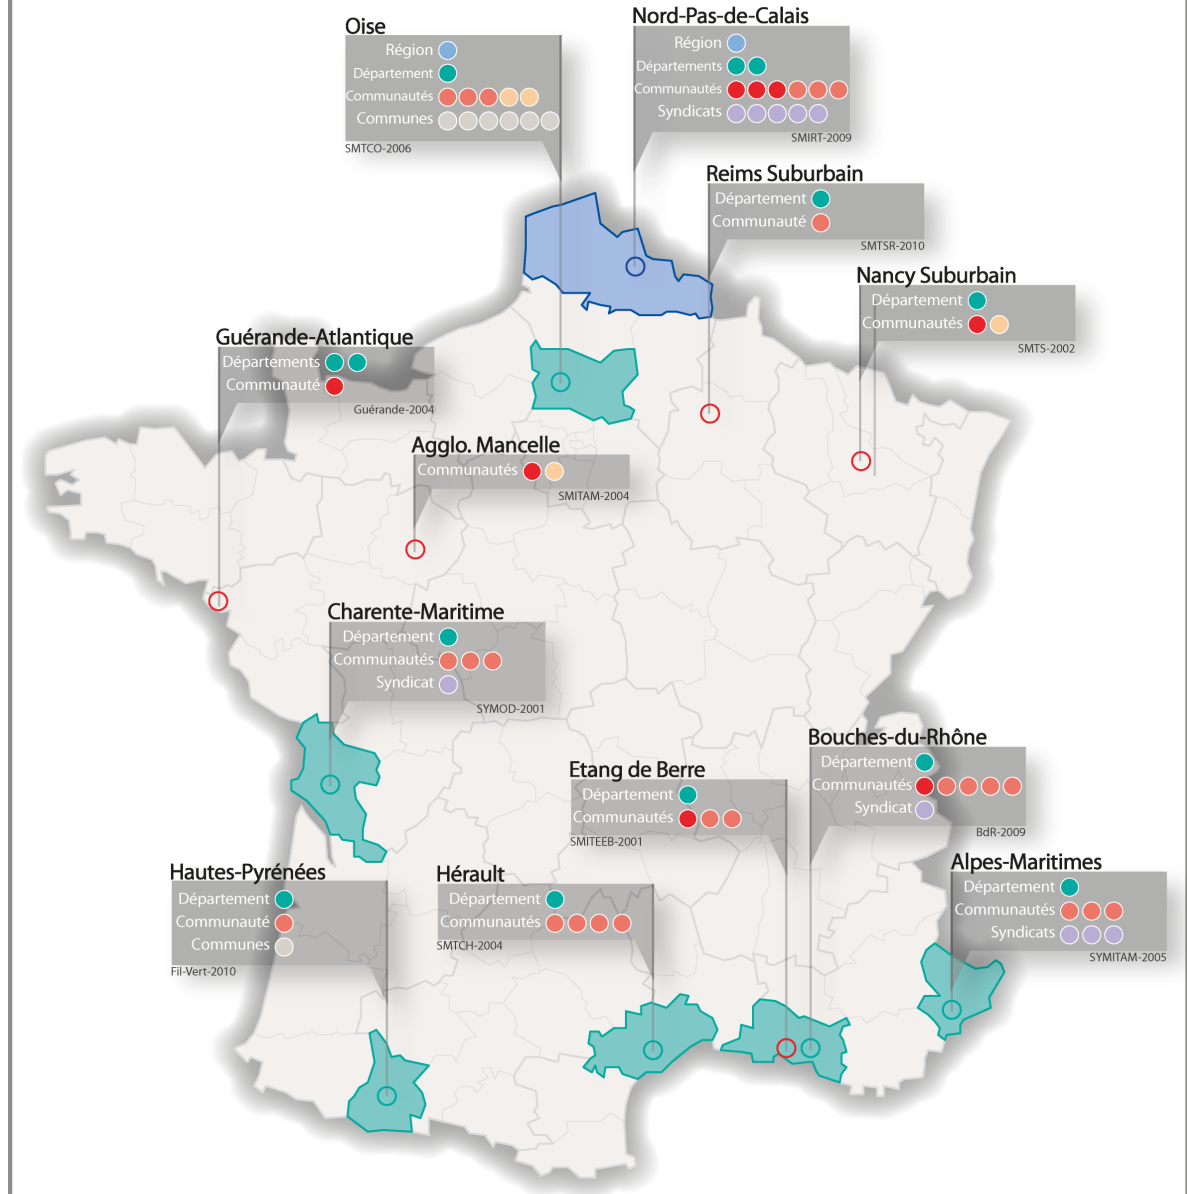 Oise
Région
Département
Communautés
Communes
SMTCO-2006
Nord-Pas-de-Calais
Région
Départements
Communautés
Syndicats
SMIRT-2009
Reims Suburbain
Département
Communauté
SMTSR-2010
Nancy Suburbain
Département
Communautés
SMTS-2002
Guérande-Atlantique
Départements
Communauté
Guérande-2004
Agglo. Mancelle
Communautés
SMITAM-2004
Charente-Maritime
Département
Communautés
Syndicat
SYMOD-2001
Bouches-du-Rhône
Département
Communautés
Syndicat
BdR-2009
Etang de Berre
Département
Communautés
SMITEEB-2001
Alpes-Maritimes
Département
Communautés
Syndicats
SYMITAM-2005
Hautes-Pyrénées
Département
Communauté
Communes
Fil-Vert-2010
Hérault
Département
Communautés
SMTCH-2004